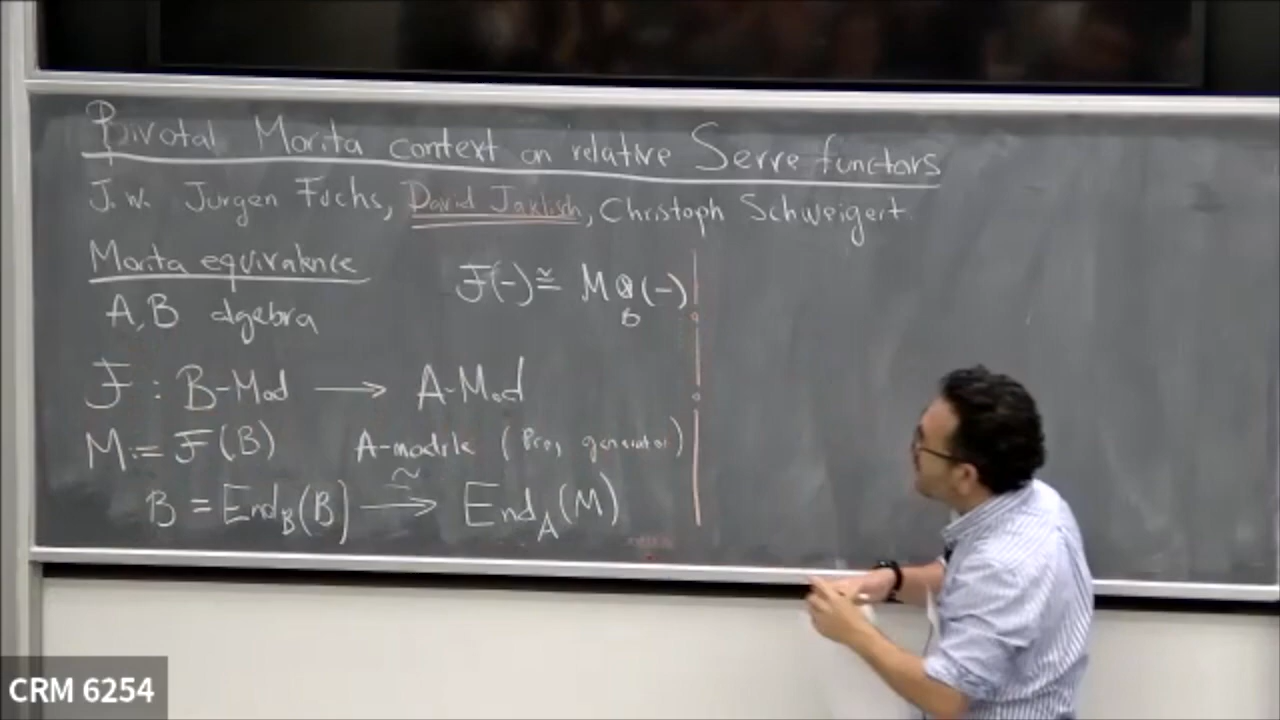 Pivotal Morita context on relative Serre functors
J.w. Jurgen Fuchs, David Jaklitsch, Christoph Schweigert.
Morita equivalence
F(-) ≅ M ⊗_B (-)
A, B algebra
F : B-Mod → A-Mod
M := F(B) A-module (Proj generator)
B = End_B(B) →^~ End_A(M)
CRM 6254